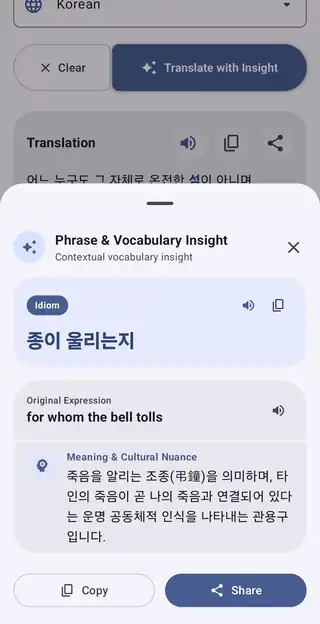 Korean
Clear
Translate with Insight
Translation
어느 누구도 그 자체로 온전한 섬이 아니며
Phrase & Vocabulary Insight
Contextual vocabulary insight
Idiom
종이 울리는지
Original Expression
for whom the bell tolls
Meaning & Cultural Nuance
죽음을 알리는 조종(弔鐘)을 의미하며, 타
인의 죽음이 곧 나의 죽음과 연결되어 있다
는 운명 공동체적 인식을 나타내는 관용구
입니다.
Copy
Share